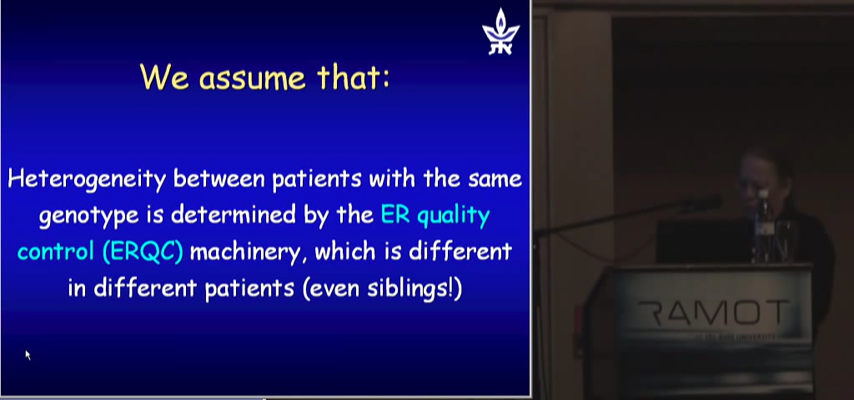 We assume that:
Heterogeneity between patients with the same
genotype is determined by the ER quality
control (ERQC) machinery, which is different
in different patients (even siblings!)
RAMOT